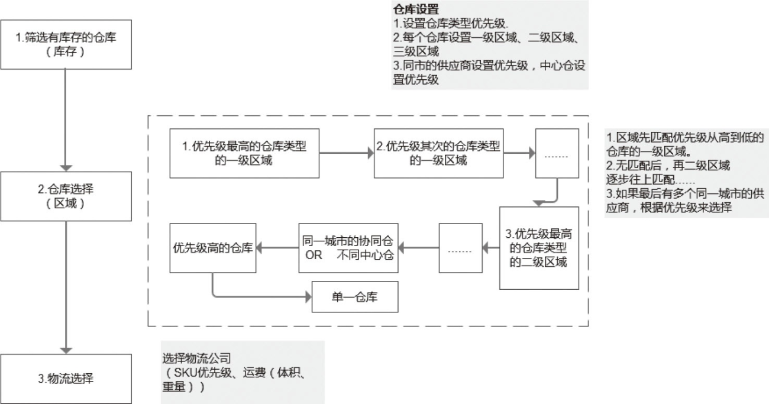 仓库设置
1.设置仓库类型优先级.
2.每个仓库设置一级区域、二级区域、
三级区域
3.同市的供应商设置优先级，中心仓设
置优先级
1.筛选有库存的仓库
（库存）
1.优先级最高的仓库类型
的一级区域
2.优先级其次的仓库类型
的一级区域
.......
1.区域先匹配优先级从高到低的
仓库的一级区域。
2.无匹配后，再二级区域
逐步往上匹配......
3.如果最后有多个同一城市的供
应商，根据优先级来选择
2.仓库选择
（区域）
优先级高的仓库
同一城市的协同仓
OR 不同中心仓
.......
3.优先级最高
的仓库类型
的二级区域
单一仓库
3.物流选择
选择物流公司
（SKU优先级、运费（体积、
重量））